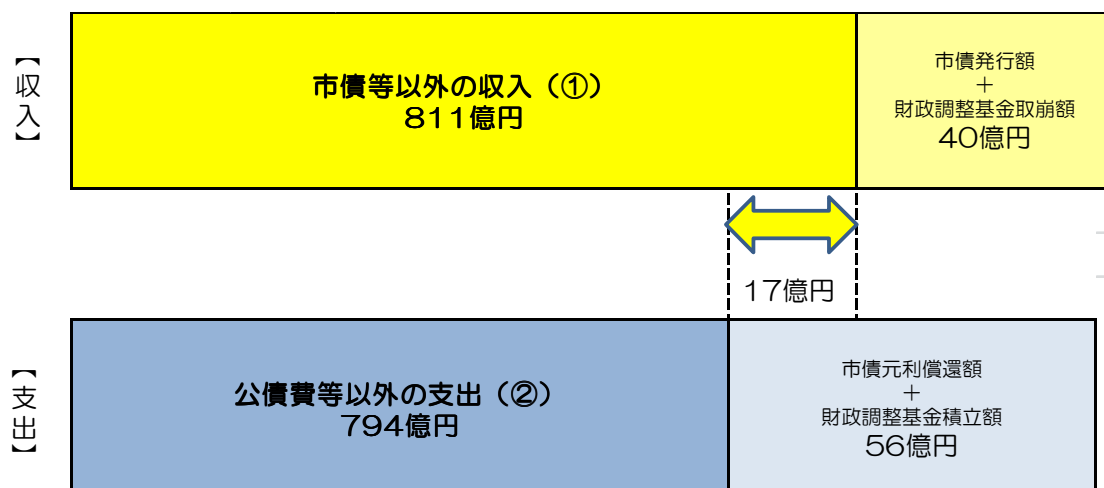 【収入】
市債等以外の収入（①）
811億円
市債発行額
＋
財政調整基金取崩額
40億円
17億円
【支出】
公債費等以外の支出（②）
794億円
市債元利償還額
＋
財政調整基金積立額
56億円